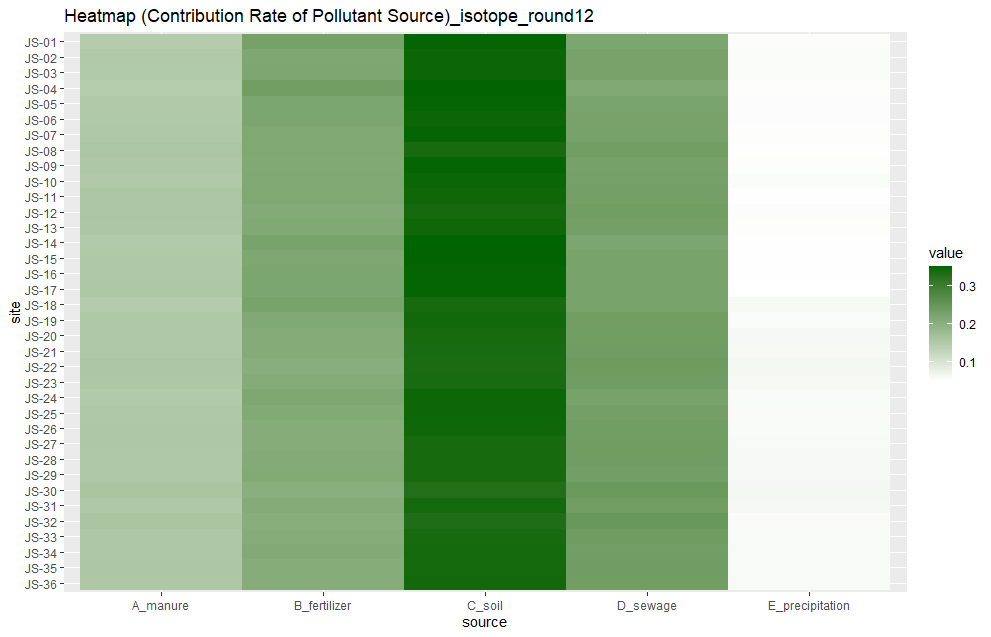 Heatmap (Contribution Rate of Pollutant Source)_isotope_round12
JS-01
JS-02
JS-03
JS-04
JS-05
JS-06
JS-07
JS-08
JS-09
JS-10
JS-11
JS-12
JS-13
JS-14
JS-15
JS-16
JS-17
JS-18
JS-19
JS-20
JS-21
JS-22
JS-23
JS-24
JS-25
JS-26
JS-27
JS-28
JS-29
JS-30
JS-31
JS-32
JS-33
JS-34
JS-35
JS-36
site
A_manure B_fertilizer C_soil D_sewage E_precipitation
source
value
0.3
0.2
0.1